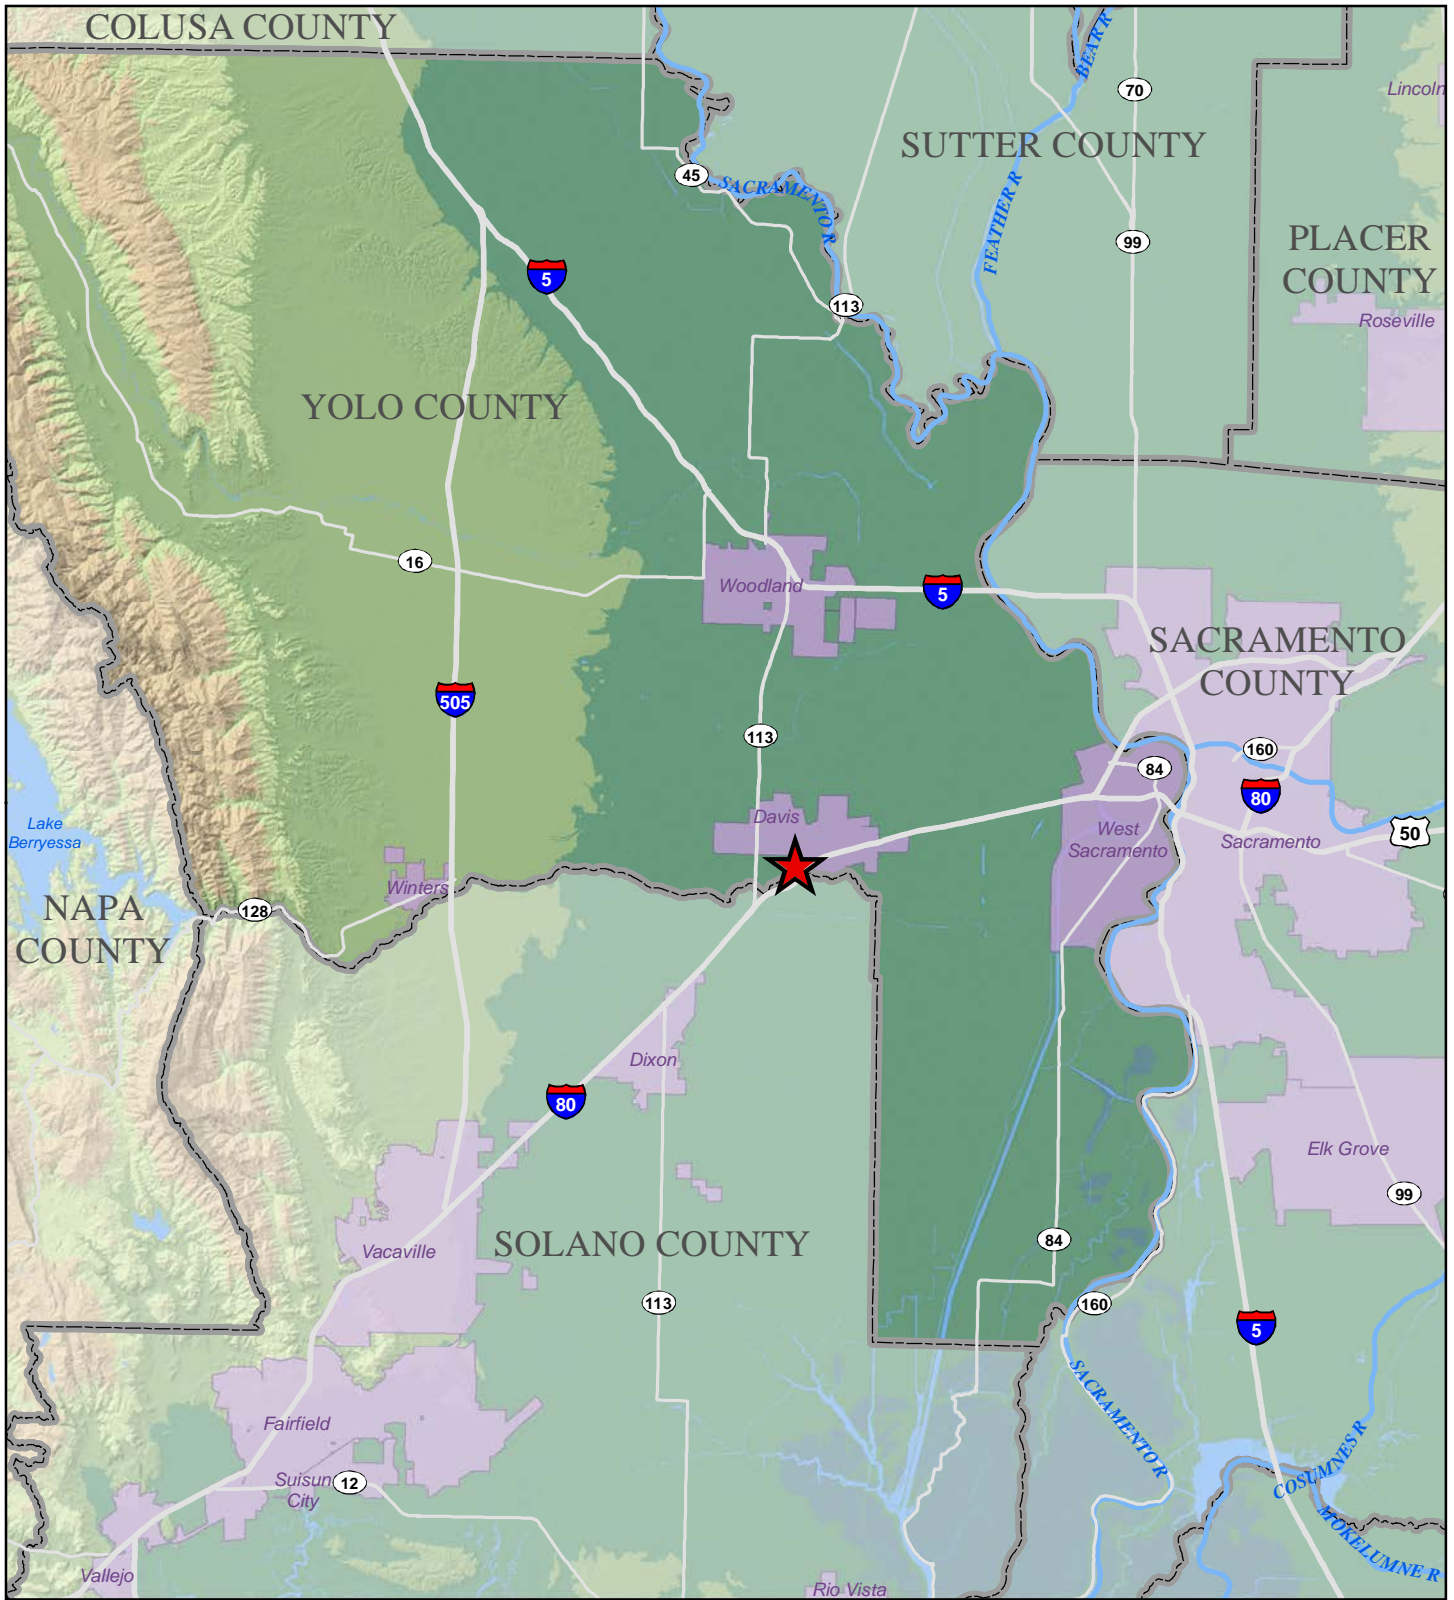 COLUSA COUNTY
BEAR R
70
Lincoln
SUTTER COUNTY
45
SACRAMENTO R
FEATHER R
99
PLACER
COUNTY
5
113
Roseville
YOLO COUNTY
16
Woodland
5
SACRAMENTO
COUNTY
505
113
160
84
80
Lake
Berryessa
Davis
West
Sacramento
Sacramento
50
Winters
NAPA
COUNTY
128
Dixon
80
Elk Grove
99
Vacaville
SOLANO COUNTY
84
113
160
5
SACRAMENTO R
Fairfield
Suisun
City
12
COSUMNES R
MOKELUMNE R
Vallejo
Rio Vista